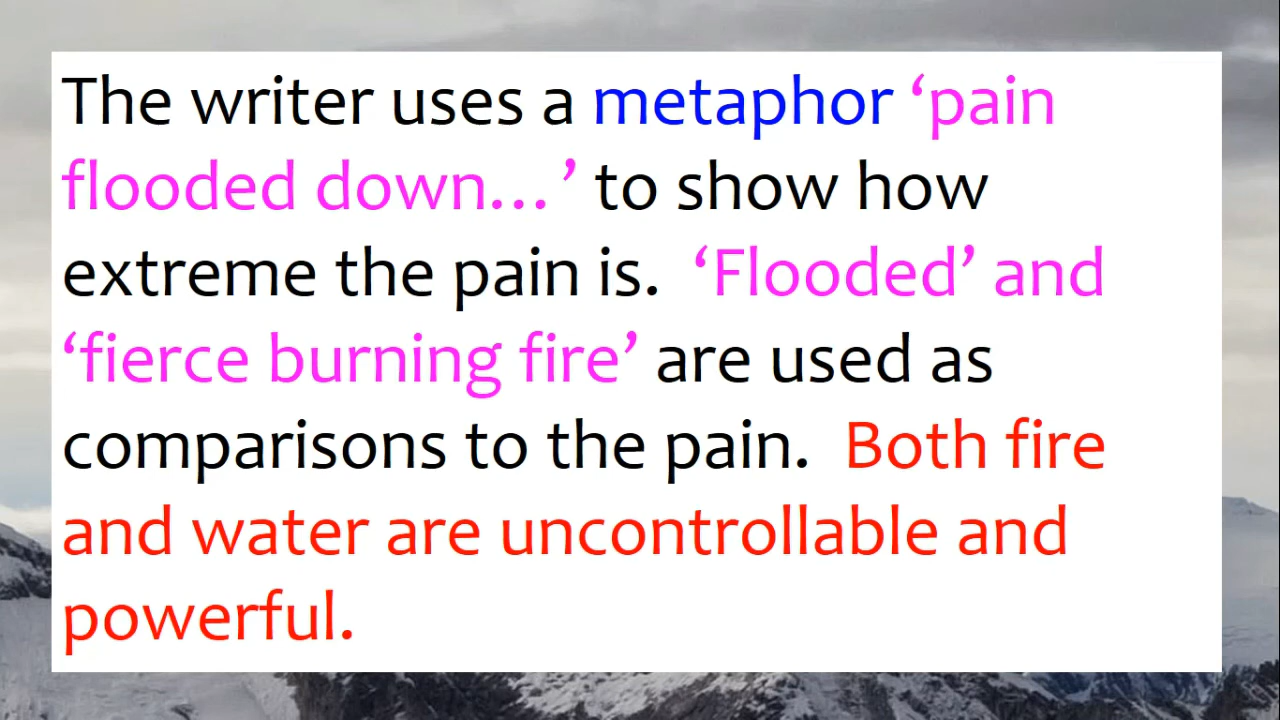 The writer uses a metaphor ‘pain
flooded down…’ to show how
extreme the pain is.  ‘Flooded’ and
‘fierce burning fire’ are used as
comparisons to the pain.  Both fire
and water are uncontrollable and
powerful.